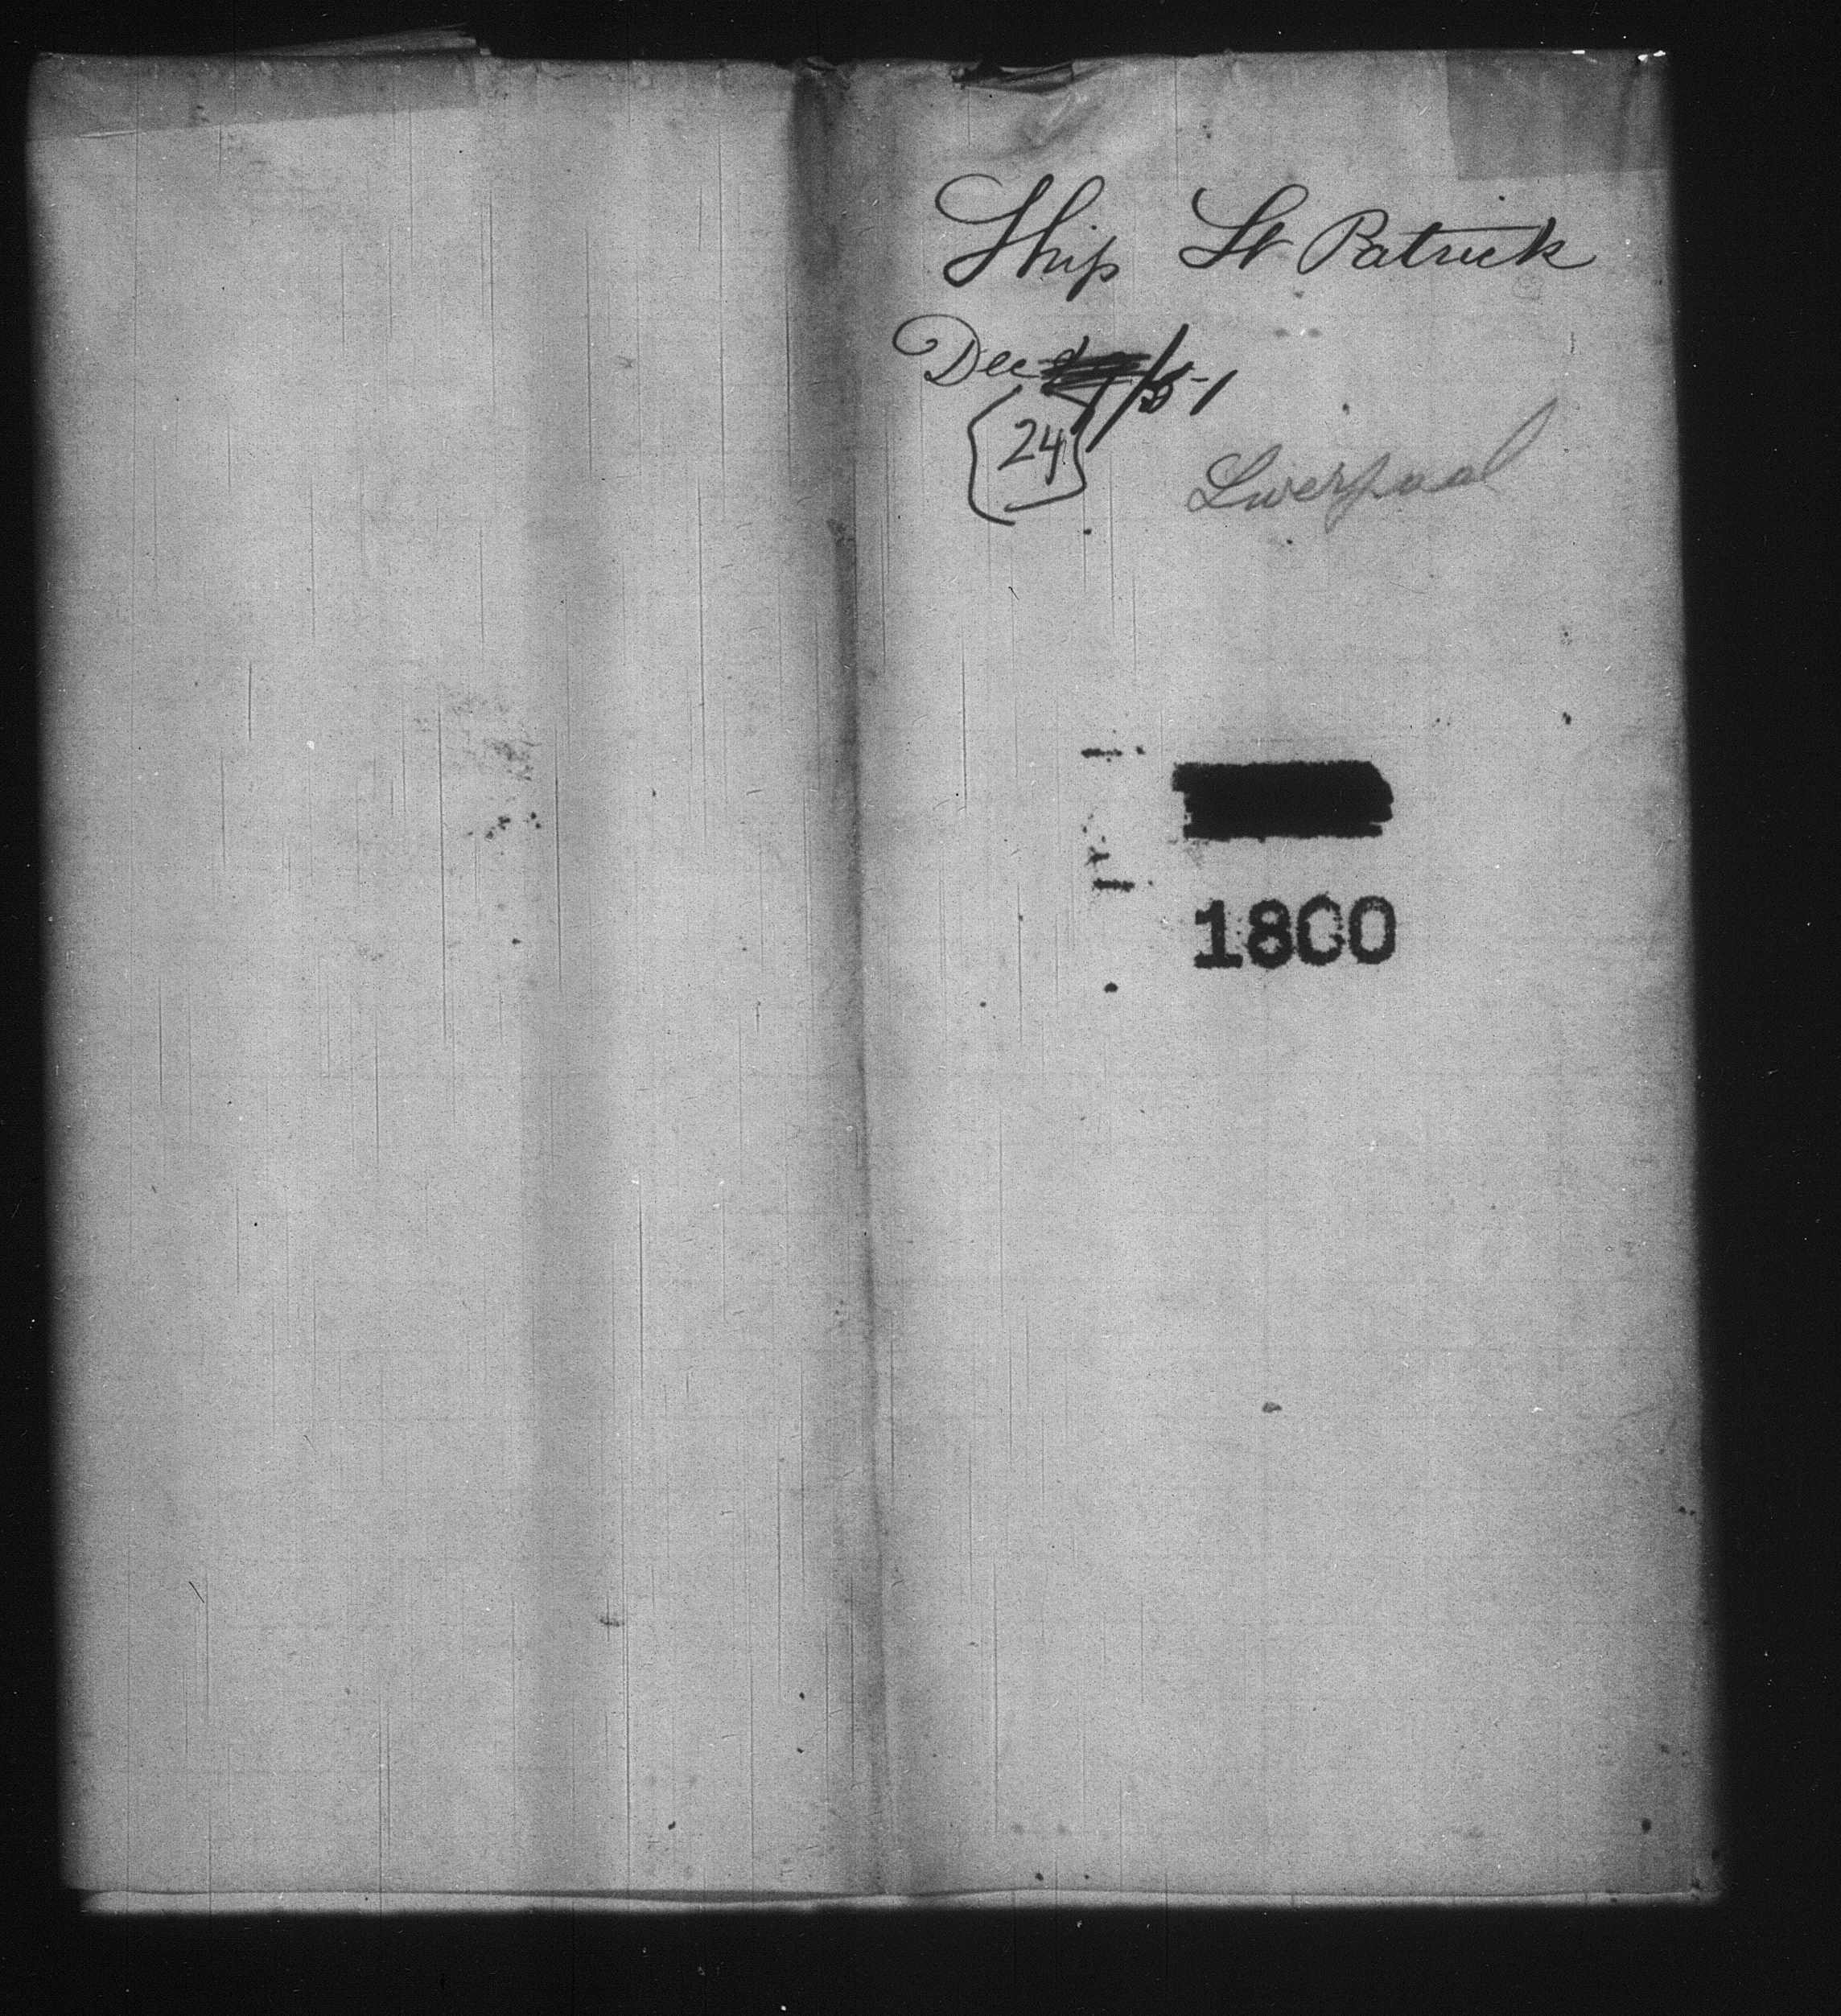 Ship St Patrick
Dec /51
24
Liverpool
1800